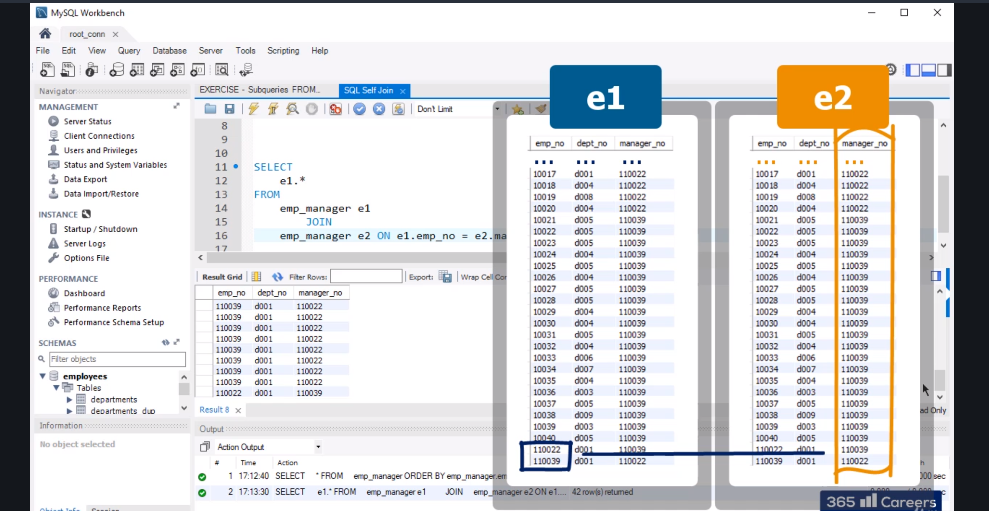 MySQL Workbench
root_conn ×
File Edit View Query Database Server Tools Scripting Help
Navigator
MANAGEMENT
Server Status
Client Connections
Users and Privileges
Status and System Variables
Data Export
Data Import/Restore
INSTANCE
Startup / Shutdown
Server Logs
Options File
PERFORMANCE
Dashboard
Performance Reports
Performance Schema Setup
SCHEMAS
Filter objects
employees
Tables
departments
departments_dup
Information
No object selected
Object Info Session
EXERCISE - Subqueries FROM... SQL Self Join ×
Don't Limit
8
9
10
11 SELECT
12 e1.*
13 FROM
14 emp_manager e1
15 JOIN
16 emp_manager e2 ON e1.emp_no = e2.ma
17
Result Grid Filter Rows: Export: Wrap Cell Con
emp_no dept_no manager_no
110039 d001 110022
110039 d001 110022
110039 d001 110022
110039 d001 110022
110039 d001 110022
110039 d001 110022
110039 d001 110022
110039 d001 110022
110022 d001 110039
Result 8 ×
ad Only
Output
Action Output
# Time Action
1 17:12:40 SELECT * FROM emp_manager ORDER BY emp_manager.em
000 sec
2 17:13:30 SELECT e1.* FROM emp_manager e1 JOIN emp_manager e2 ON e1.... 42 row(s) returned
e1
emp_no dept_no manager_no
... ... ...
10017 d001 110022
10018 d004 110022
10019 d008 110022
10020 d004 110022
10021 d005 110039
10022 d005 110039
10023 d005 110039
10024 d004 110039
10025 d005 110039
10026 d004 110039
10027 d005 110039
10028 d005 110039
10029 d004 110039
10030 d004 110039
10031 d005 110039
10032 d004 110039
10033 d006 110039
10034 d007 110039
10035 d004 110039
10036 d003 110039
10037 d005 110039
10038 d009 110039
10039 d003 110039
10040 d005 110039
110022 d001 110039
110039 d001 110022
e2
emp_no dept_no manager_no
... ... ...
10017 d001 110022
10018 d004 110022
10019 d008 110022
10020 d004 110022
10021 d005 110039
10022 d005 110039
10023 d005 110039
10024 d004 110039
10025 d005 110039
10026 d004 110039
10027 d005 110039
10028 d005 110039
10029 d004 110039
10030 d004 110039
10031 d005 110039
10032 d004 110039
10033 d006 110039
10034 d007 110039
10035 d004 110039
10036 d003 110039
10037 d005 110039
10038 d009 110039
10039 d003 110039
10040 d005 110039
110022 d001 110039
110039 d001 110022
365 Careers